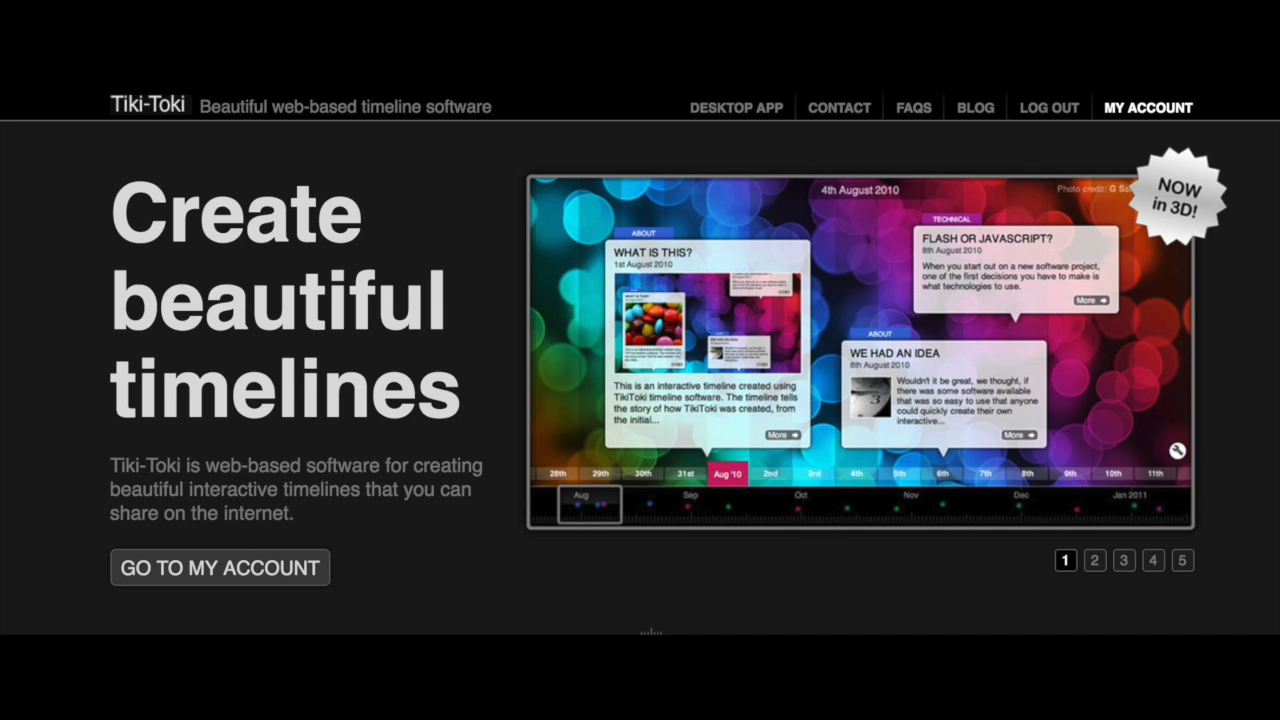 Tiki-Toki Beautiful web-based timeline software
DESKTOP APP CONTACT FAQS BLOG LOG OUT MY ACCOUNT
Create
beautiful
timelines
Tiki-Toki is web-based software for creating
beautiful interactive timelines that you can
share on the internet.
GO TO MY ACCOUNT
4th August 2010
Photo credit: G
NOW
in 3D!
ABOUT
WHAT IS THIS?
1st August 2010
This is an interactive timeline created using
TikiToki timeline software. The timeline tells
the story of how TikiToki was created, from
the initial...
More
TECHNICAL
FLASH OR JAVASCRIPT?
8th August 2010
When you start out on a new software project,
one of the first decisions you have to make is
what technologies to use.
More
ABOUT
WE HAD AN IDEA
6th August 2010
Wouldn't it be great, we thought, if
there was some software available
that was so easy to use that anyone
could quickly create their own
interactive...
More
28th 29th 30th 31st Aug '10 2nd 3rd 4th 5th 6th 7th 8th 9th 10th 11th
Aug Sep Oct Nov Dec Jan 2011
1 2 3 4 5